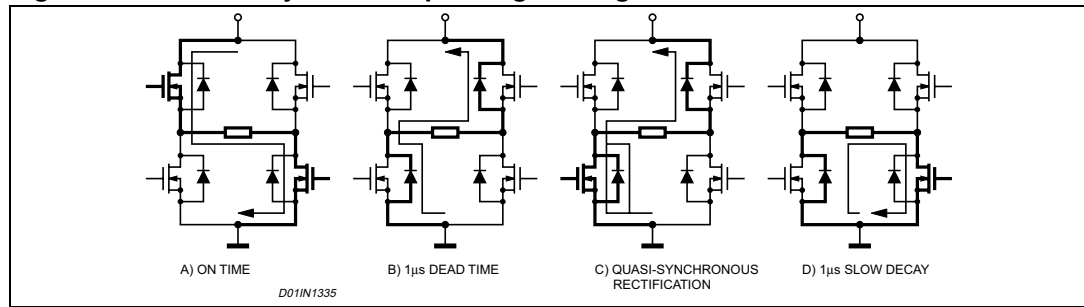 A) ON TIME
B) 1μs DEAD TIME
C) QUASI-SYNCHRONOUS
RECTIFICATION
D) 1μs SLOW DECAY
D01IN1335